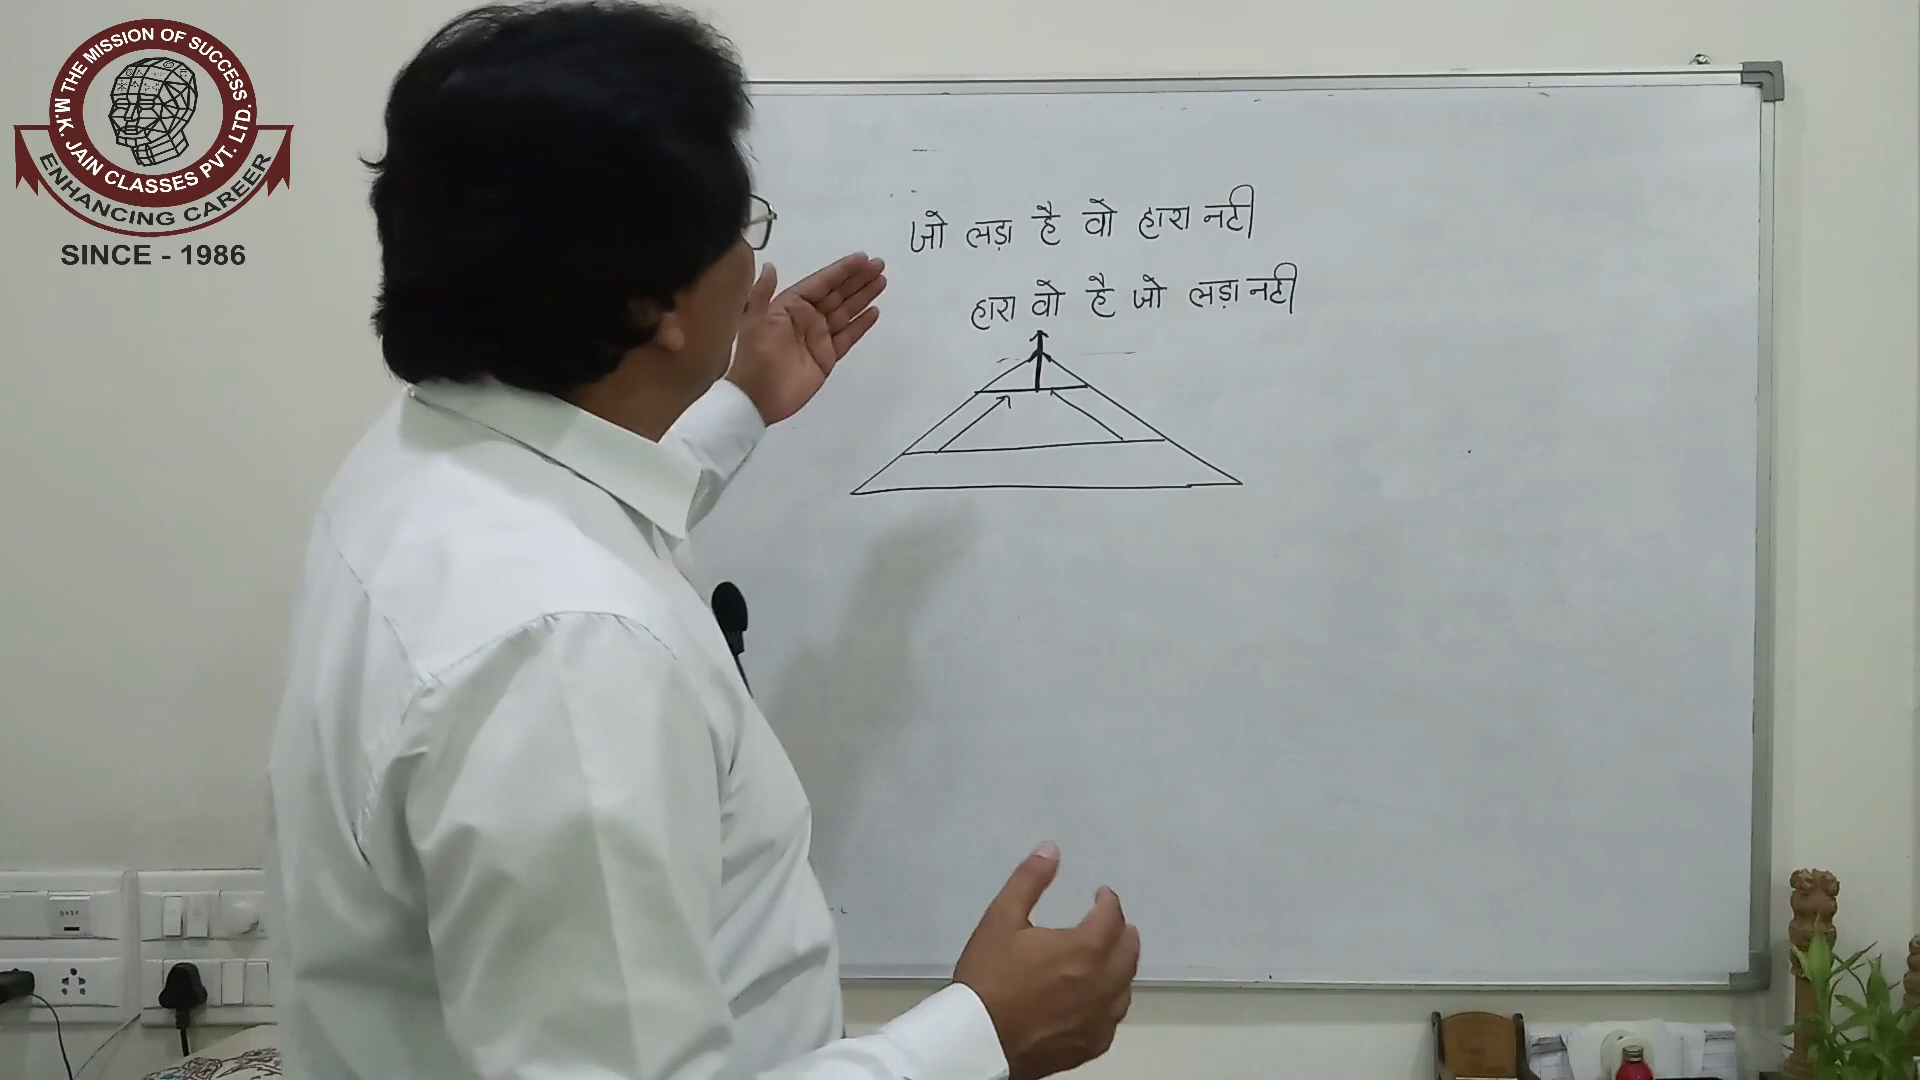 THE MISSION OF SUCCESS
M.K. JAIN CLASSES PVT. LTD.
ENHANCING CAREER
SINCE - 1986
जो लड़ा है वो हारा नही
हारा वो है जो लड़ा नही